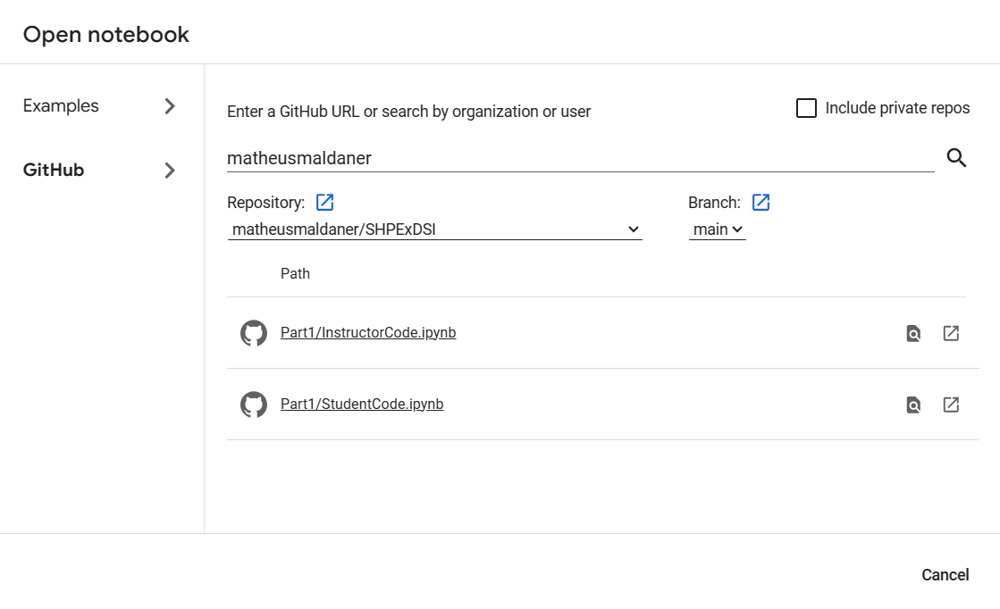 Open notebook
Examples
GitHub
Enter a GitHub URL or search by organization or user
Include private repos
matheusmaldaner
Repository:
Branch:
matheusmaldaner/SHPExDSI
main
Path
Part1/InstructorCode.ipynb
Part1/StudentCode.ipynb
Cancel